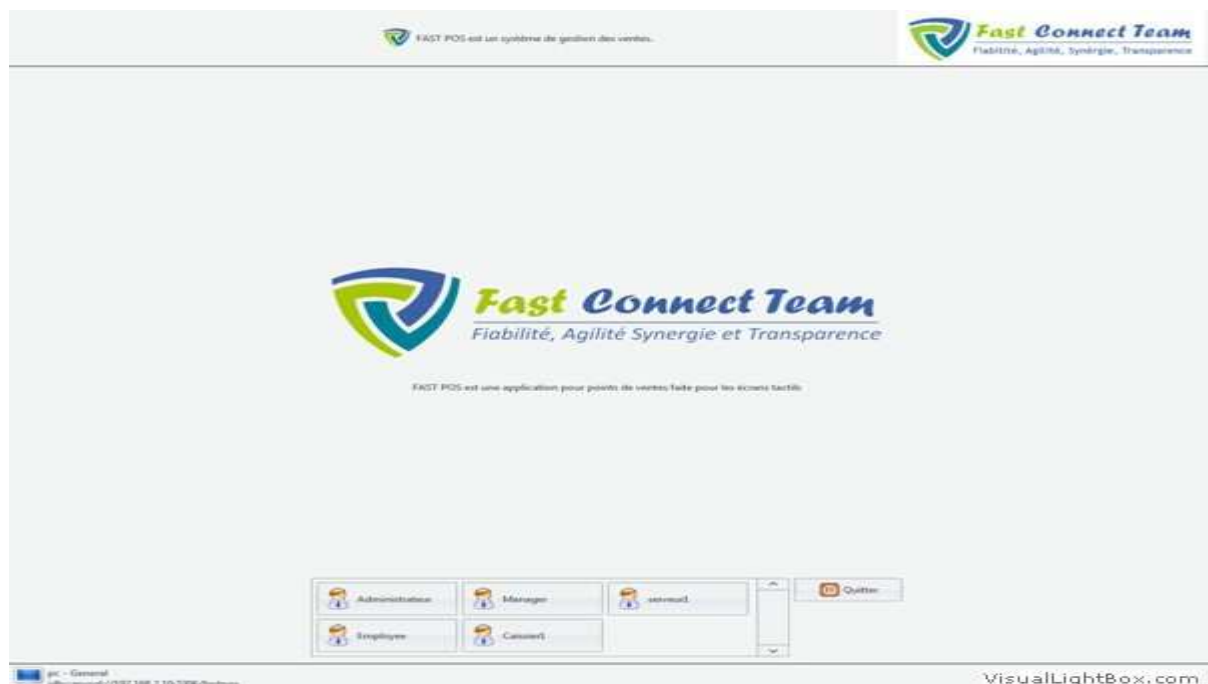 FAST POS est un système de gestion des ventes.
Fast Connect Team
Fiabilité, Agilité, Synérgie, Transparence
Fast Connect Team
Fiabilité, Agilité Synergie et Transparence
FAST POS est une application pour points de ventes faite pour les écrans tactils
Administrateur
Manager
serveur1
Quitter
Employee
Caissier1
pc - General
VisualLightBox.com